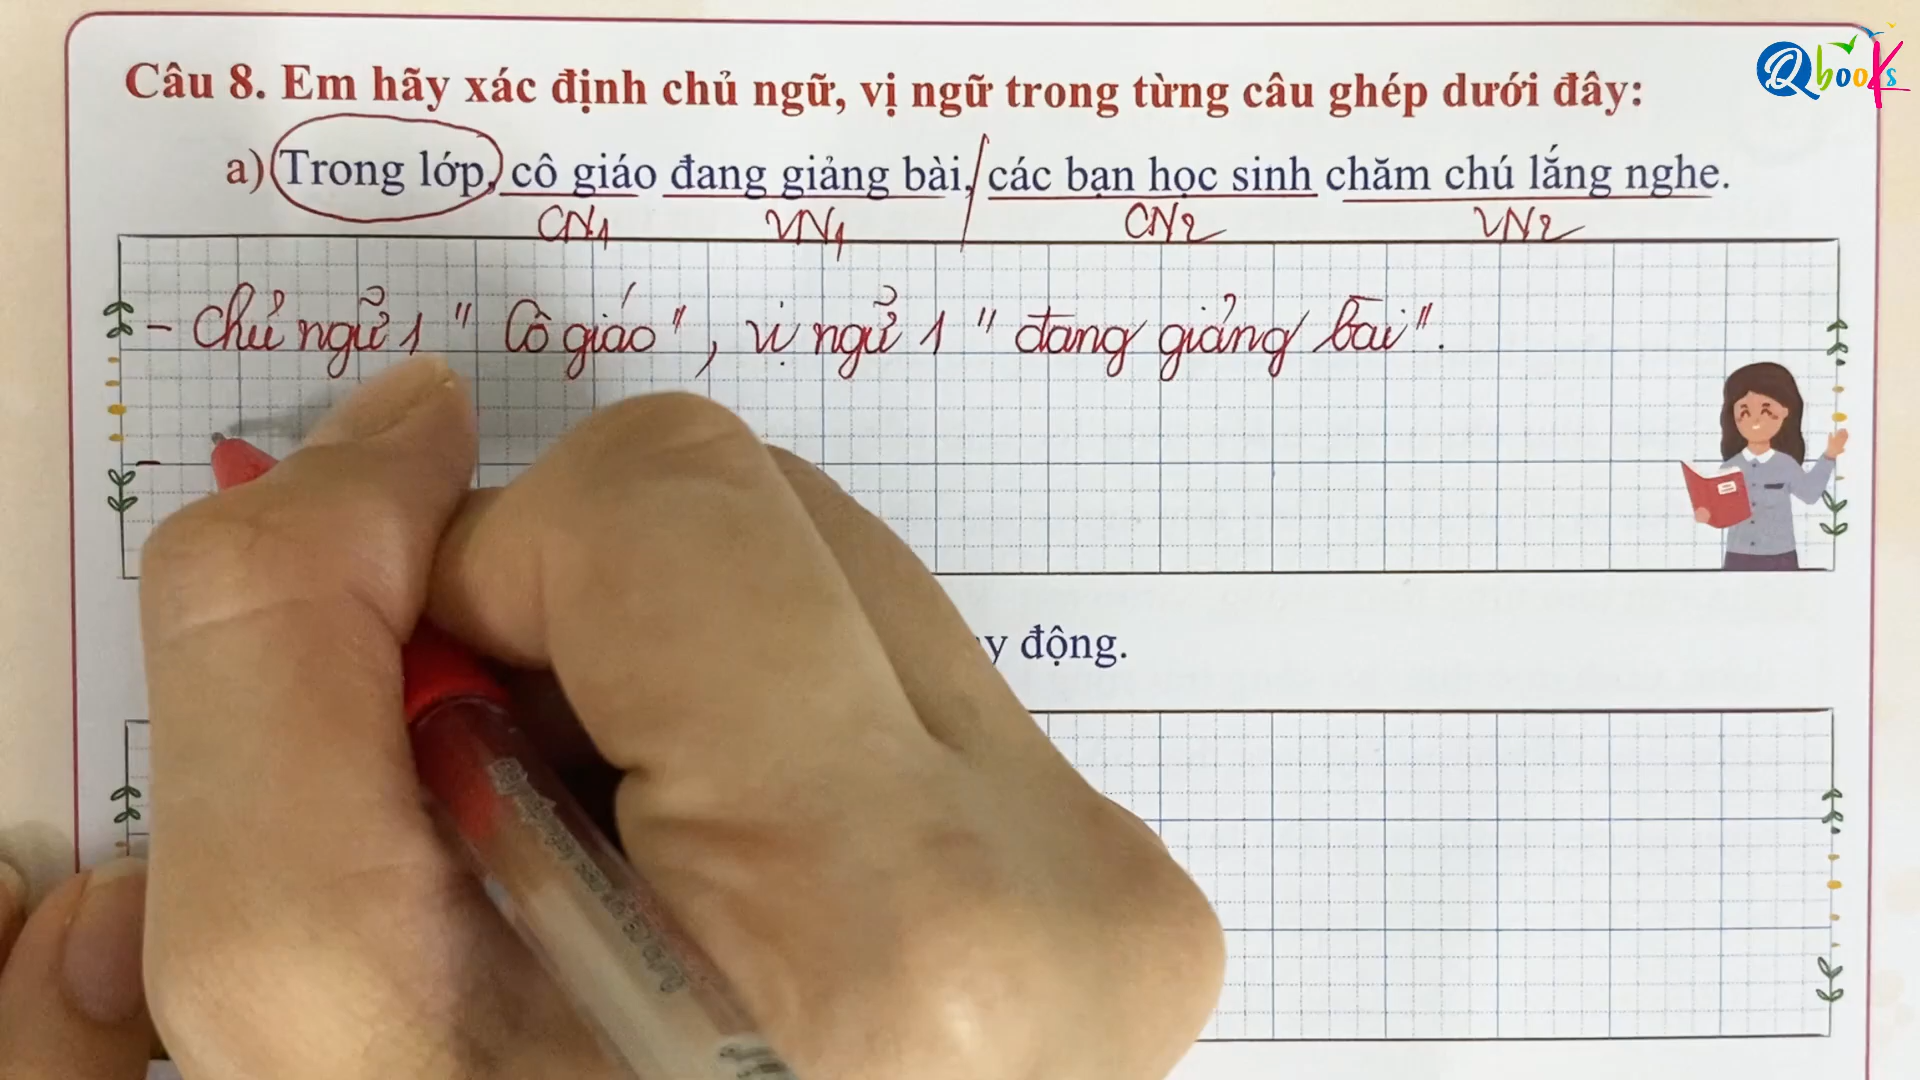 Qbooks
Câu 8. Em hãy xác định chủ ngữ, vị ngữ trong từng câu ghép dưới đây:
a) Trong lớp, cô giáo đang giảng bài, / các bạn học sinh chăm chú lắng nghe.
CN1 VN1 CN2 VN2
- Chủ ngữ 1 " Cô giáo", vị ngữ 1 " đang giảng bài".
-
động.